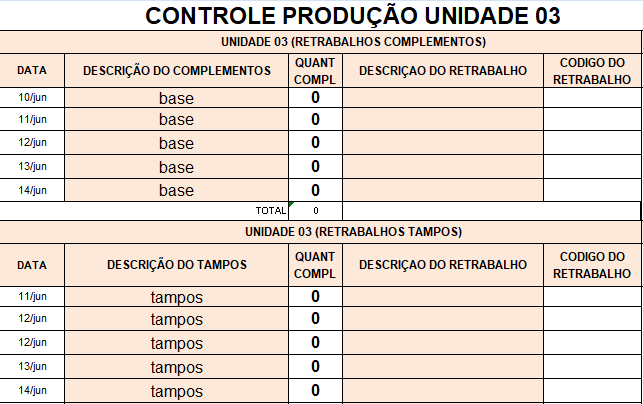 CONTROLE PRODUÇÃO UNIDADE 03
UNIDADE 03 (RETRABALHOS COMPLEMENTOS)
DATA DESCRIÇÃO DO COMPLEMENTOS QUANT COMPL DESCRIÇAO DO RETRABALHO CODIGO DO RETRABALHO
10/jun base 0
11/jun base 0
12/jun base 0
13/jun base 0
14/jun base 0
TOTAL 0
UNIDADE 03 (RETRABALHOS TAMPOS)
DATA DESCRIÇÃO DO TAMPOS QUANT COMPL DESCRIÇAO DO RETRABALHO CODIGO DO RETRABALHO
11/jun tampos 0
12/jun tampos 0
12/jun tampos 0
13/jun tampos 0
14/jun tampos 0